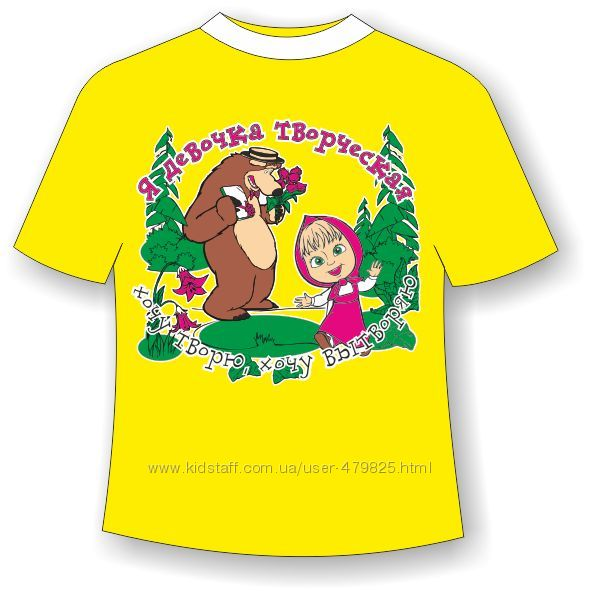 Я девочка творческая
хочу творю, хочу вытворяю
www.kidstaff.com.ua/user-479825.html